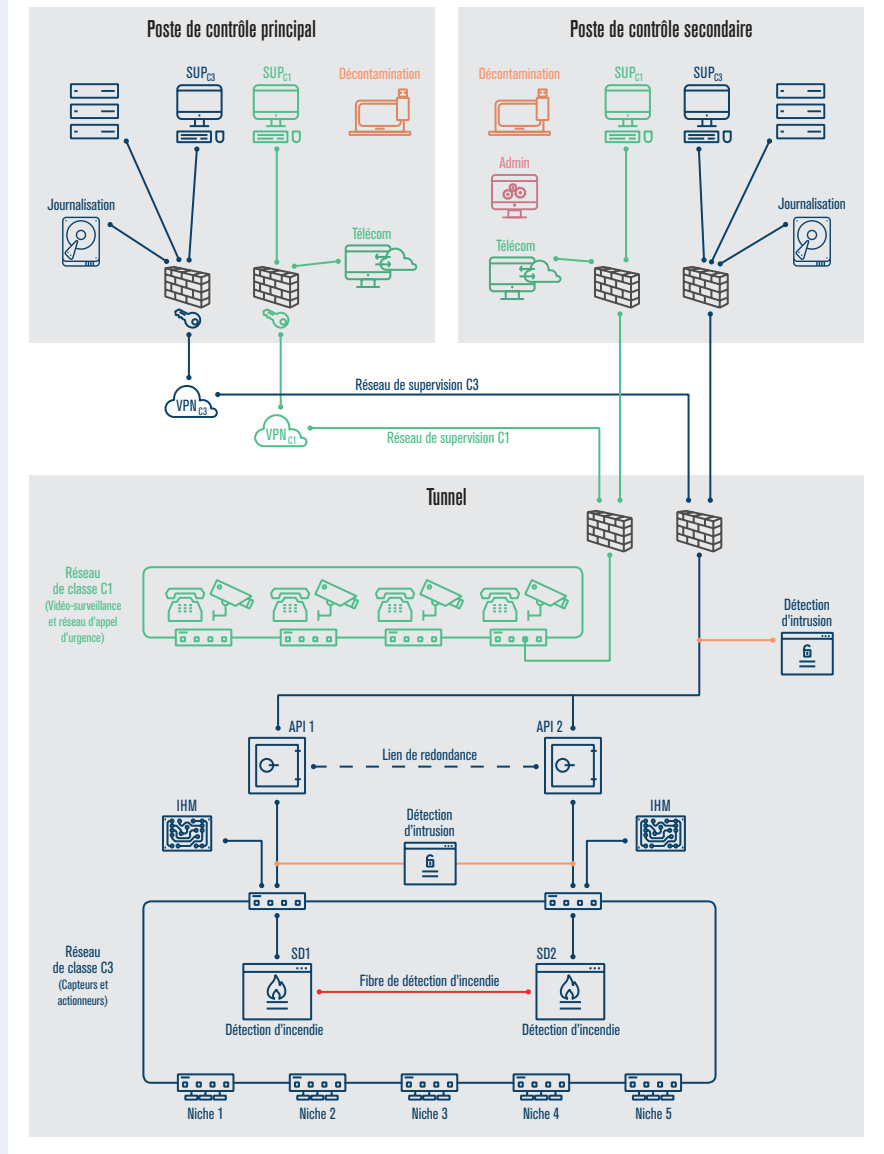 Poste de contrôle principal
Poste de contrôle secondaire
SUPC3
SUPC1
Décontamination
Décontamination
SUPC1
SUPC3
Admin
Journalisation
Télécom
Télécom
Journalisation
VPNC3
Réseau de supervision C3
VPNC1
Réseau de supervision C1
Tunnel
Réseau
de classe C1
(Vidéo-surveillance
et réseau d'appel
d'urgence)
Détection
d'intrusion
API 1
API 2
Lien de redondance
IHM
Détection
d'intrusion
IHM
Réseau
de classe C3
(Capteurs et
actionneurs)
SD1
SD2
Fibre de détection d'incendie
Détection d'incendie
Détection d'incendie
Niche 1
Niche 2
Niche 3
Niche 4
Niche 5